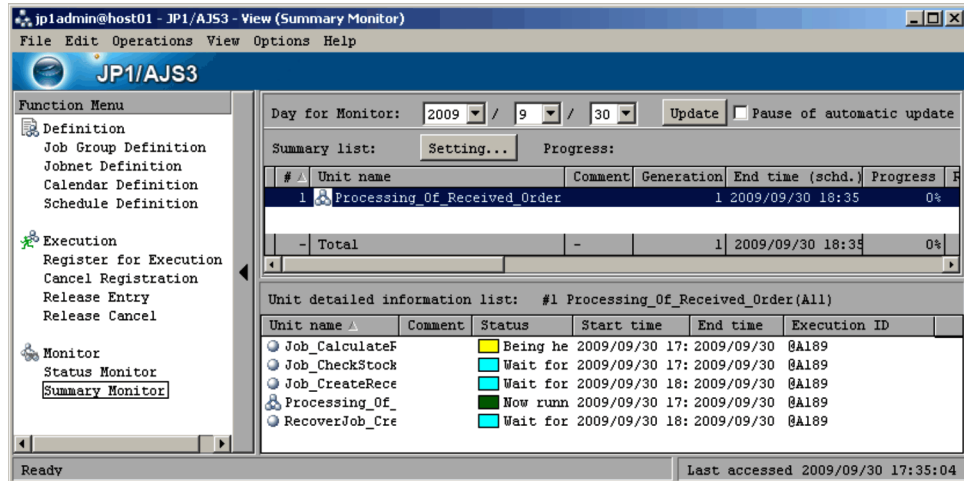 jp1admin@host01 - JP1/AJS3 - View (Summary Monitor)
File Edit Operations View Options Help
JP1/AJS3
Function Menu
Definition
Job Group Definition
Jobnet Definition
Calendar Definition
Schedule Definition
Execution
Register for Execution
Cancel Registration
Release Entry
Release Cancel
Monitor
Status Monitor
Summary Monitor
Day for Monitor: 2009 / 9 / 30 Update Pause of automatic update
Summary list: Setting... Progress:
# Unit name Comment Generation End time (schd.) Progress R
1 Processing_Of_Received_Order 1 2009/09/30 18:35 0%
- Total - 1 2009/09/30 18:35 0%
Unit detailed information list: #1 Processing_Of_Received_Order(All)
Unit name Comment Status Start time End time Execution ID
Job_CalculateF Being he 2009/09/30 17: 2009/09/30 @A189
Job_CheckStock Wait for 2009/09/30 17: 2009/09/30 @A189
Job_CreateRece Wait for 2009/09/30 18: 2009/09/30 @A189
Processing_Of_ Now runn 2009/09/30 17: 2009/09/30 @A189
RecoverJob_Cre Wait for 2009/09/30 18: 2009/09/30 @A189
Ready Last accessed 2009/09/30 17:35:04